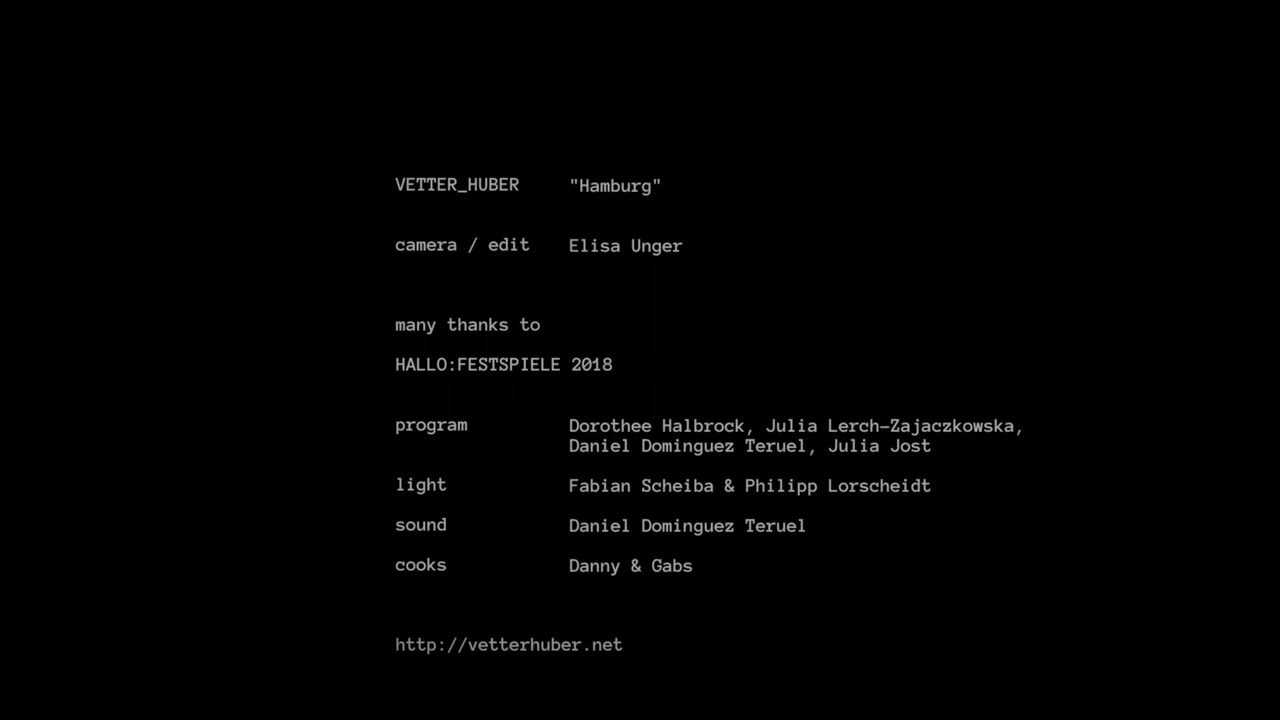 VETTER_HUBER "Hamburg"
camera / edit Elisa Unger
many thanks to
HALLO:FESTSPIELE 2018
program Dorothee Halbrock, Julia Lerch-Zajaczkowska,
Daniel Dominguez Teruel, Julia Jost
light Fabian Scheiba & Philipp Lorscheidt
sound Daniel Dominguez Teruel
cooks Danny & Gabs
http://vetterhuber.net